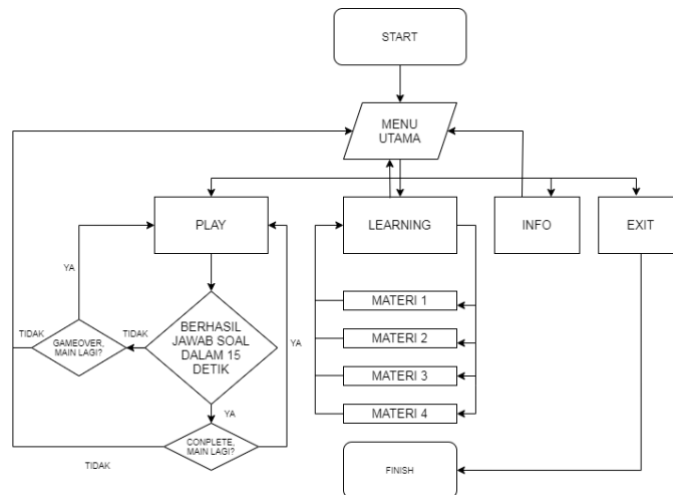 START
MENU
UTAMA
PLAY
LEARNING
INFO
EXIT
YA
MATERI 1
MATERI 2
MATERI 3
MATERI 4
TIDAK
GAMEOVER,
MAIN LAGI?
TIDAK
BERHASIL
JAWAB SOAL
DALAM 15
DETIK
YA
YA
CONPLETE,
MAIN LAGI?
TIDAK
FINISH